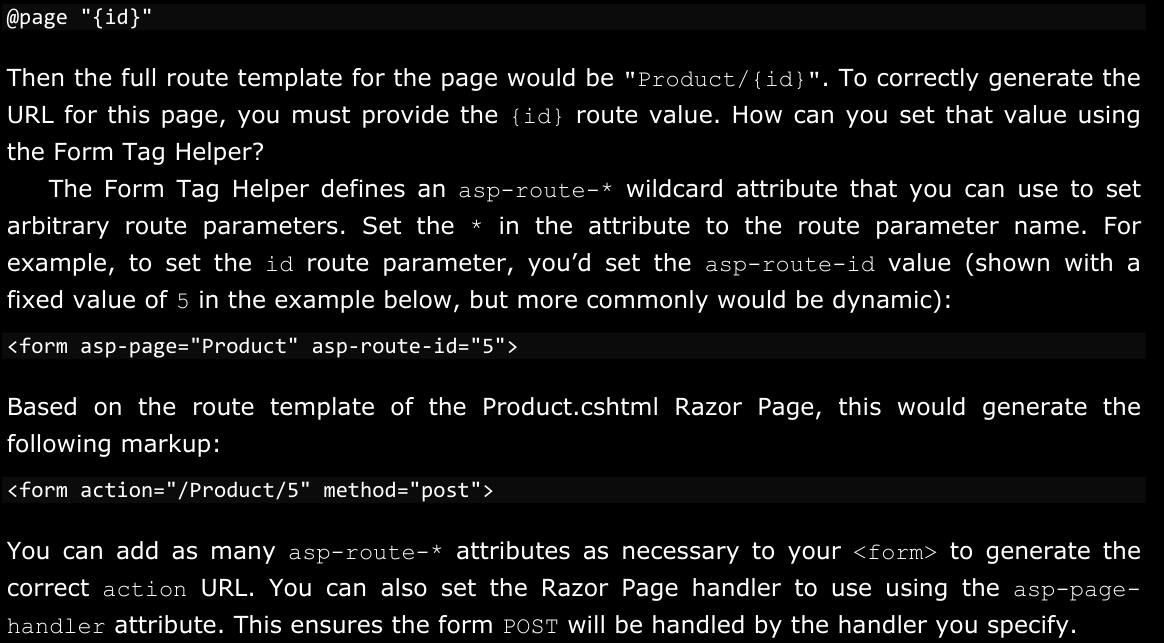 @page "{id}"
Then the full route template for the page would be "Product/{id}". To correctly generate the
URL for this page, you must provide the {id} route value. How can you set that value using
the Form Tag Helper?
The Form Tag Helper defines an asp-route-* wildcard attribute that you can use to set
arbitrary route parameters. Set the * in the attribute to the route parameter name. For
example, to set the id route parameter, you’d set the asp-route-id value (shown with a
fixed value of 5 in the example below, but more commonly would be dynamic):
<form asp-page="Product" asp-route-id="5">
Based on the route template of the Product.cshtml Razor Page, this would generate the
following markup:
<form action="/Product/5" method="post">
You can add as many asp-route-* attributes as necessary to your <form> to generate the
correct action URL. You can also set the Razor Page handler to use using the asp-page-
handler attribute. This ensures the form POST will be handled by the handler you specify.